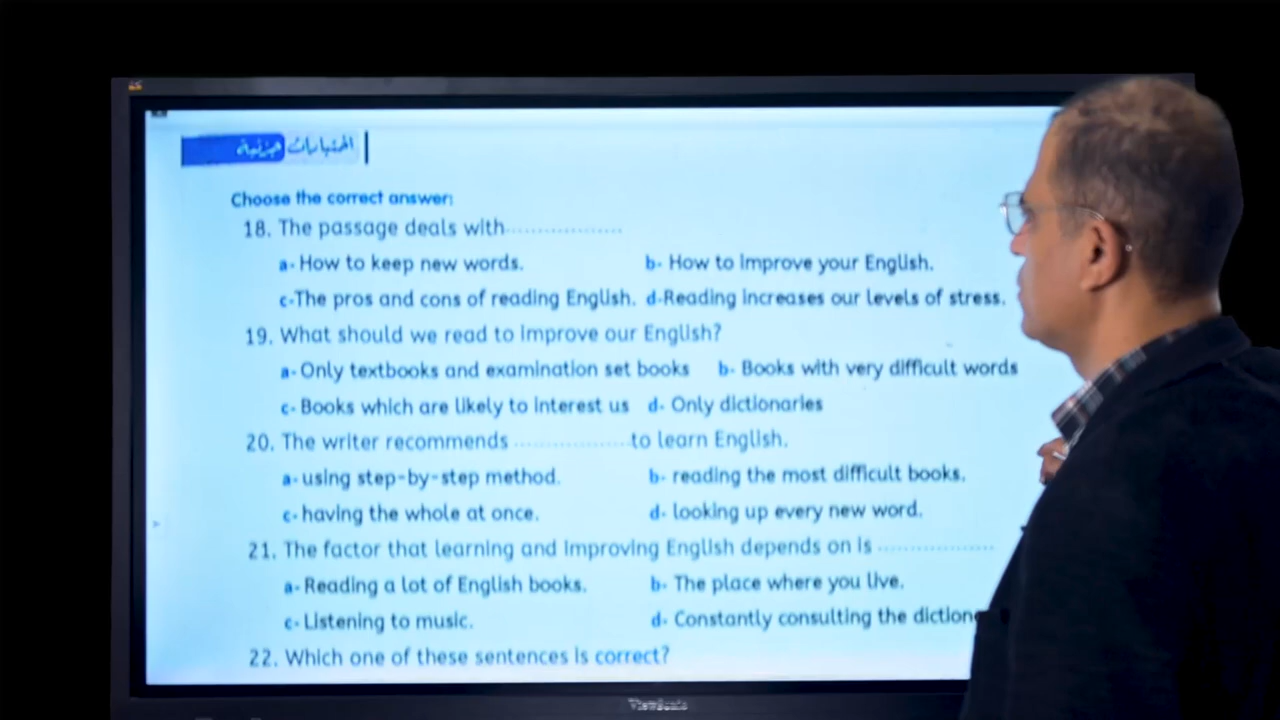 اختبارات جزئية
Choose the correct answer:
18. The passage deals with..................
a- How to keep new words. b- How to improve your English.
c-The pros and cons of reading English. d-Reading increases our levels of stress.
19. What should we read to improve our English?
a- Only textbooks and examination set books b- Books with very difficult words
c- Books which are likely to interest us d- Only dictionaries
20. The writer recommends ..................to learn English.
a- using step-by-step method. b- reading the most difficult books.
c- having the whole at once. d- looking up every new word.
21. The factor that learning and improving English depends on is ..................
a- Reading a lot of English books. b- The place where you live.
c- Listening to music. d- Constantly consulting the diction
22. Which one of these sentences is correct?
ViewSonic